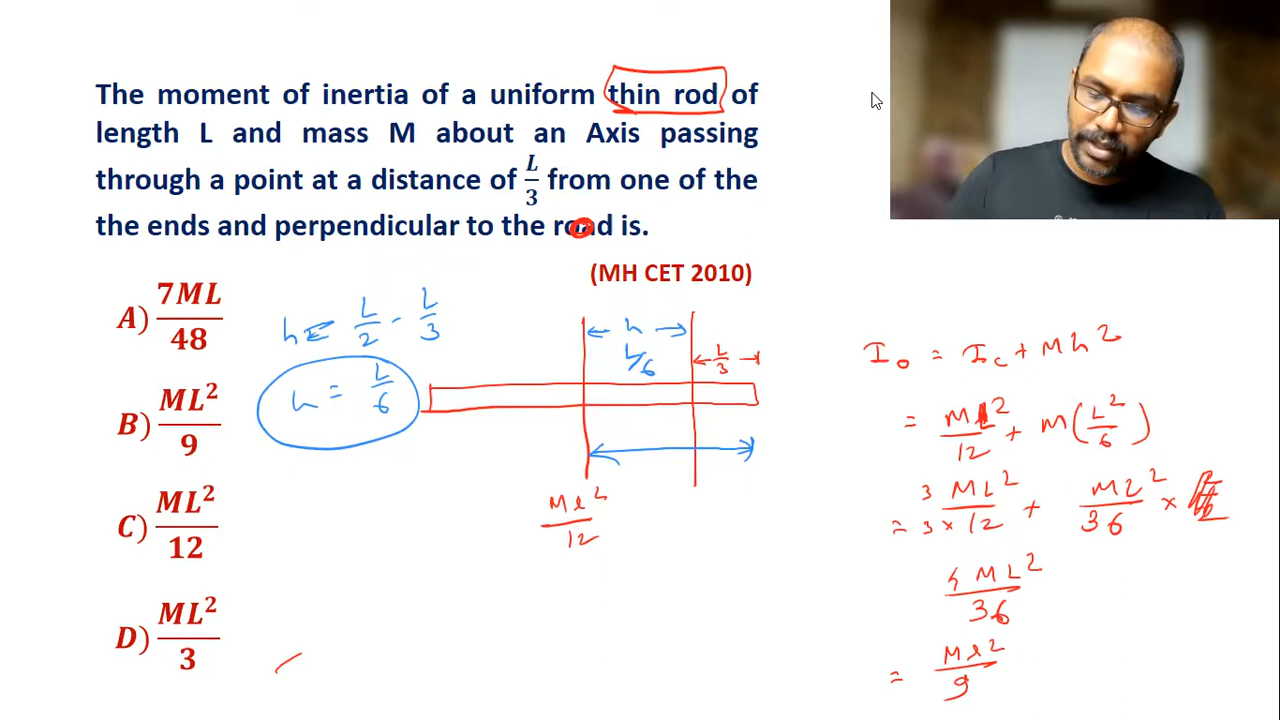 The moment of inertia of a uniform thin rod of
length L and mass M about an Axis passing
through a point at a distance of L/3 from one of the
the ends and perpendicular to the road is.
(MH CET 2010)
A) 7ML/48
B) ML²/9
C) ML²/12
D) ML²/3
h = L/2 - L/3
h = L/6
h
L/6
L/3
Ml²/12
I₀ = I_C + Mh²
= ML²/12 + M(L²/6)
= 3 ML²/3×12 + ML²/36 ×
4 ML²/36
= Ml²/9